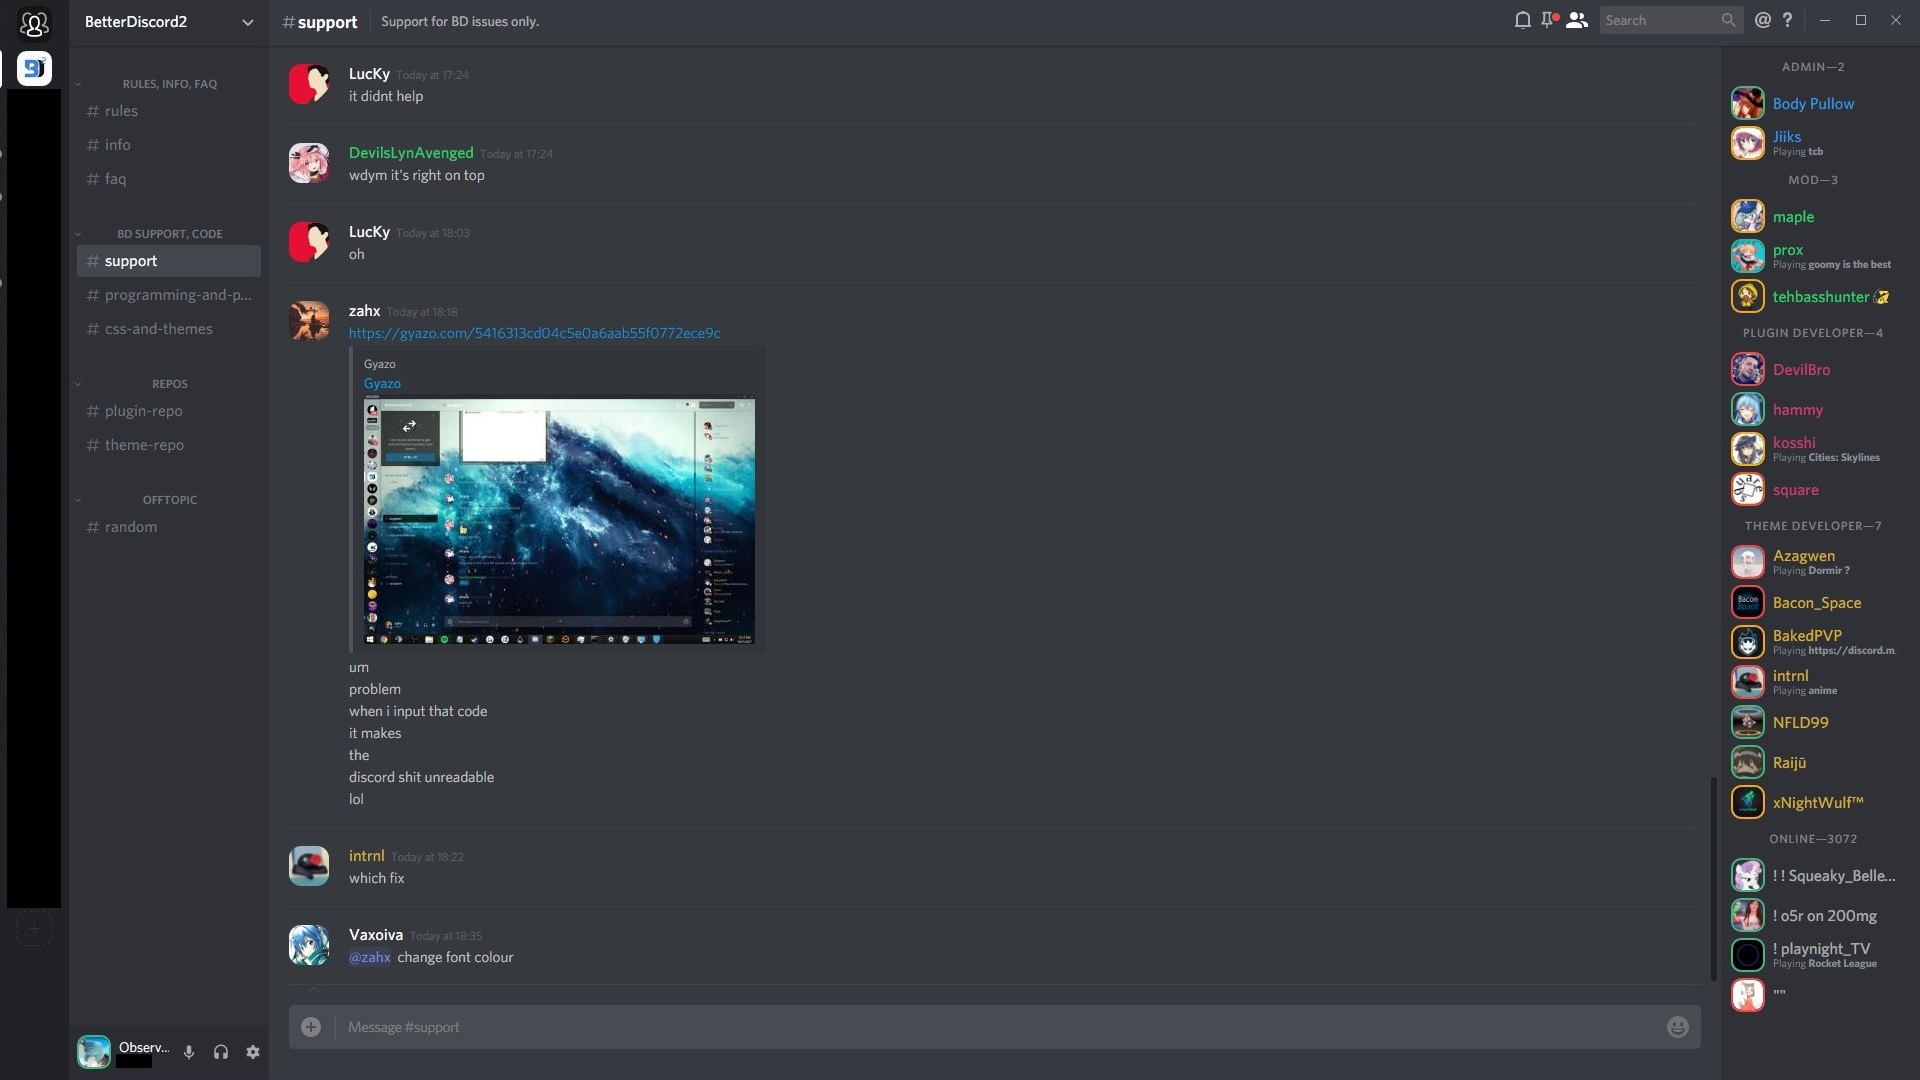 BetterDiscord2
#support
Support for BD issues only.
Search
RULES, INFO, FAQ
# rules
# info
# faq
BD SUPPORT, CODE
# support
# programming-and-p...
# css-and-themes
REPOS
# plugin-repo
# theme-repo
OFFTOPIC
# random
Observ...
LucKy Today at 17:24
it didnt help
DevilsLynAvenged Today at 17:24
wdym it's right on top
LucKy Today at 18:03
oh
zahx Today at 18:18
https://gyazo.com/5416313cd04c5e0a6aab55f0772ece9c
Gyazo
Gyazo
um
problem
when i input that code
it makes
the
discord shit unreadable
lol
intrnl Today at 18:22
which fix
Vaxoiva Today at 18:35
@zahx change font colour
Message #support
ADMIN—2
Body Pullow
Jiiks
Playing tcb
MOD—3
maple
prox
Playing goomy is the best
tehbasshunter
PLUGIN DEVELOPER—4
DevilBro
hammy
kosshi
Playing Cities: Skylines
square
THEME DEVELOPER—7
Azagwen
Playing Dormir ?
Bacon_Space
BakedPVP
Playing https://discord.m
intrnl
Playing anime
NFLD99
Raijū
xNightWulf™
ONLINE—3072
! ! Squeaky_Belle...
! o5r on 200mg
! playnight_TV
Playing Rocket League
""